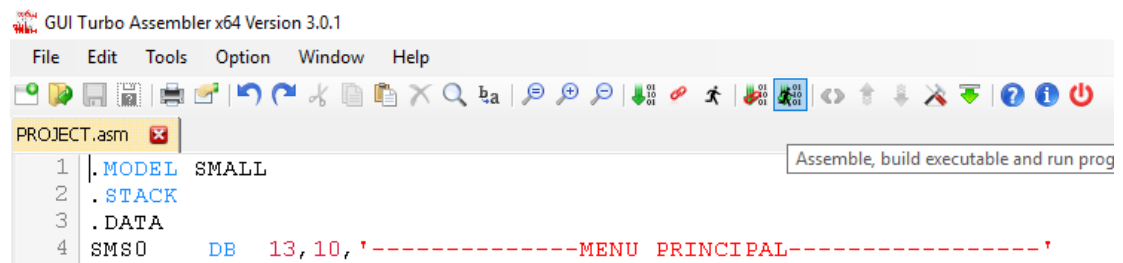 GUI Turbo Assembler x64 Version 3.0.1
File Edit Tools Option Window Help
PROJECT.asm
Assemble, build executable and run prog
1 .MODEL SMALL
2 .STACK
3 .DATA
4 SMS0 DB 13,10,'--------------MENU PRINCIPAL-----------------'